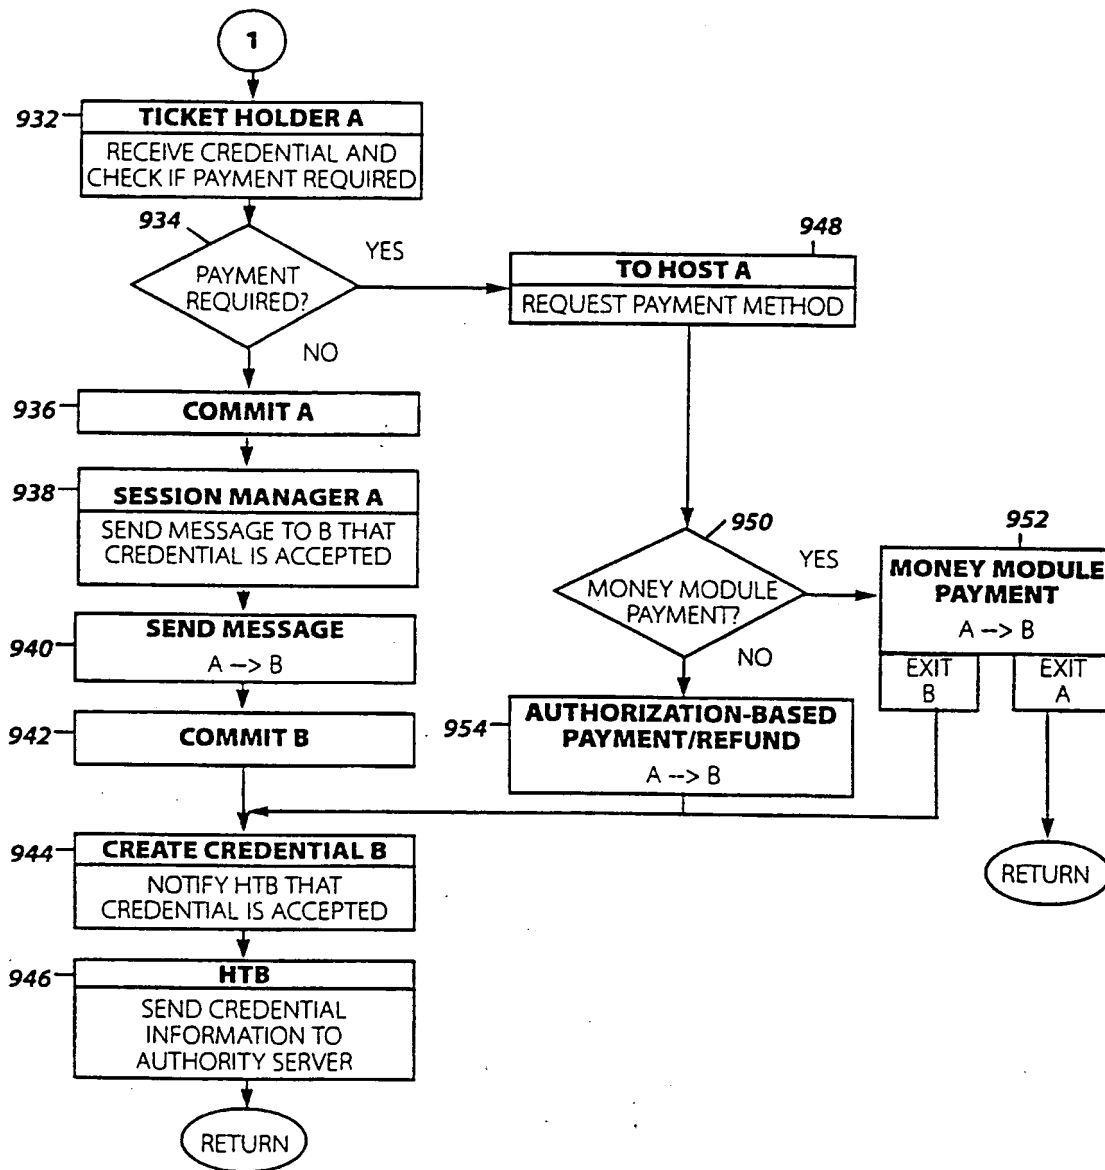 1
932
TICKET HOLDER A
RECEIVE CREDENTIAL AND
CHECK IF PAYMENT REQUIRED
934
PAYMENT
REQUIRED?
YES
NO
948
TO HOST A
REQUEST PAYMENT METHOD
936
COMMIT A
938
SESSION MANAGER A
SEND MESSAGE TO B THAT
CREDENTIAL IS ACCEPTED
940
SEND MESSAGE
A --> B
942
COMMIT B
950
MONEY MODULE
PAYMENT?
YES
NO
952
MONEY MODULE
PAYMENT
A --> B
EXIT
B
EXIT
A
954
AUTHORIZATION-BASED
PAYMENT/REFUND
A --> B
RETURN
944
CREATE CREDENTIAL B
NOTIFY HTB THAT
CREDENTIAL IS ACCEPTED
946
HTB
SEND CREDENTIAL
INFORMATION TO
AUTHORITY SERVER
RETURN